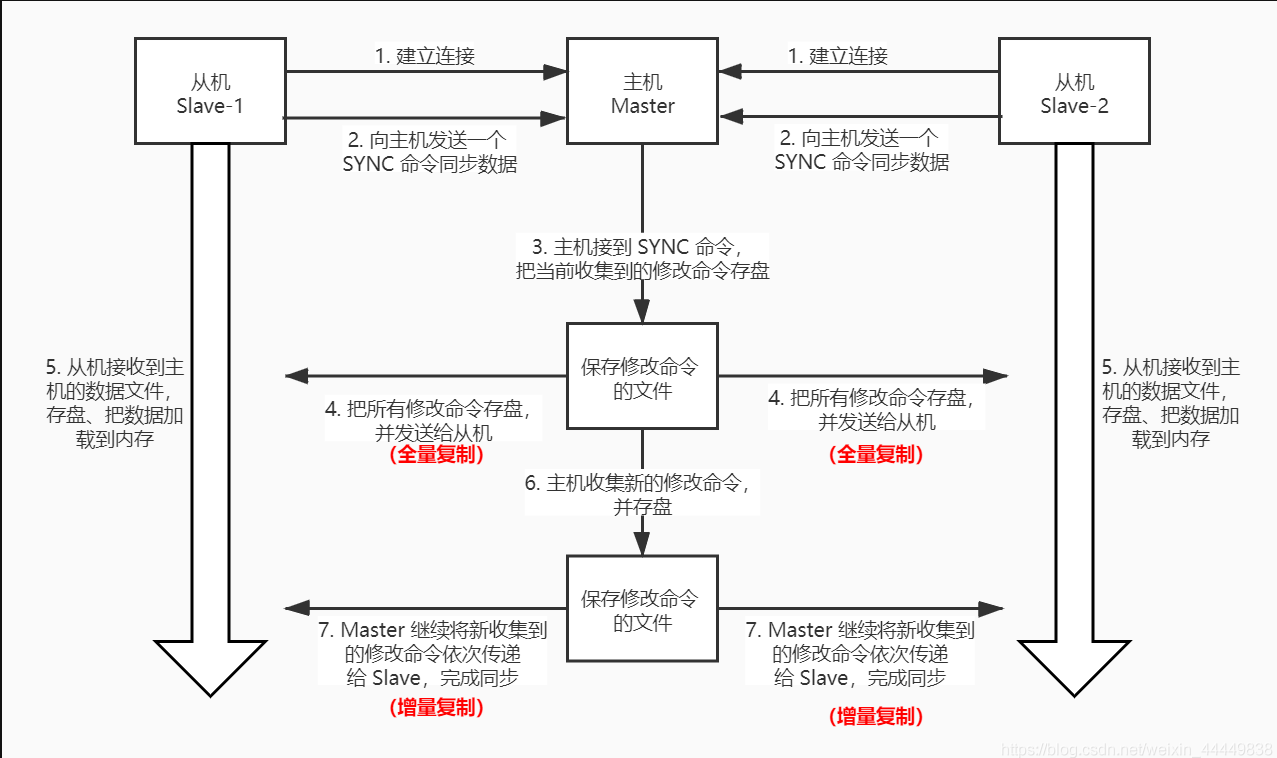 从机
Slave-1
1. 建立连接
主机
Master
1. 建立连接
从机
Slave-2
2. 向主机发送一个
SYNC 命令同步数据
2. 向主机发送一个
SYNC 命令同步数据
3. 主机接到 SYNC 命令，
把当前收集到的修改命令存盘
5. 从机接收到主
机的数据文件，
存盘、把数据加
载到内存
保存修改命令
的文件
5. 从机接收到主
机的数据文件，
存盘、把数据加
载到内存
4. 把所有修改命令存盘，
并发送给从机
（全量复制）
4. 把所有修改命令存盘，
并发送给从机
（全量复制）
6. 主机收集新的修改命令，
并存盘
保存修改命令
的文件
7. Master 继续将新收集到
的修改命令依次传递
给 Slave，完成同步
（增量复制）
7. Master 继续将新收集到
的修改命令依次传递
给 Slave，完成同步
（增量复制）
https://blog.csdn.net/weixin_44449838